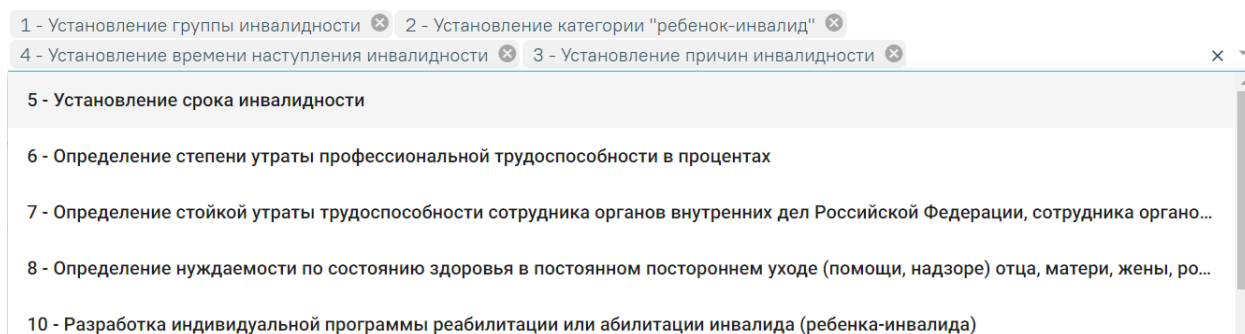 1 - Установление группы инвалидности 2 - Установление категории "ребенок-инвалид"
4 - Установление времени наступления инвалидности 3 - Установление причин инвалидности
5 - Установление срока инвалидности
6 - Определение степени утраты профессиональной трудоспособности в процентах
7 - Определение стойкой утраты трудоспособности сотрудника органов внутренних дел Российской Федерации, сотрудника органо...
8 - Определение нуждаемости по состоянию здоровья в постоянном постороннем уходе (помощи, надзоре) отца, матери, жены, ро...
10 - Разработка индивидуальной программы реабилитации или абилитации инвалида (ребенка-инвалида)